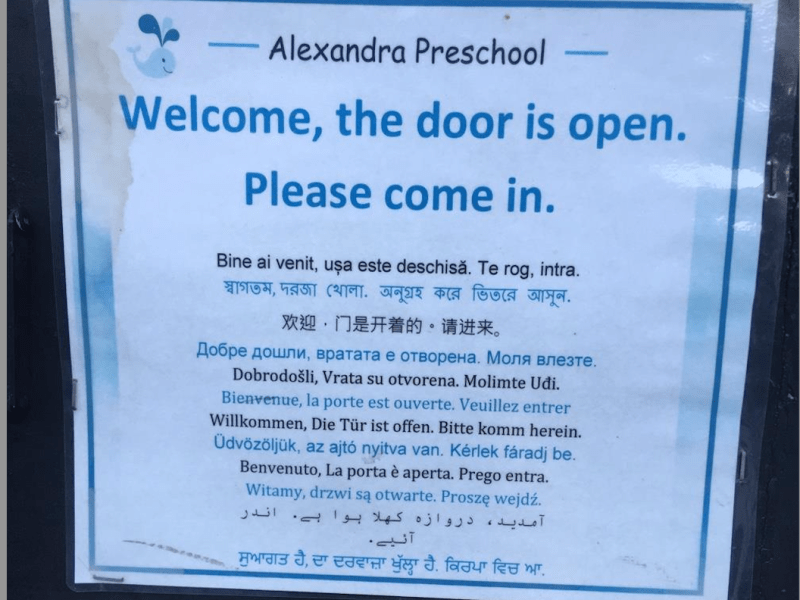 Alexandra Preschool
Welcome, the door is open.
Please come in.
Bine ai venit, ușa este deschisă. Te rog, intra.
স্বাগতম, দরজা খোলা. অনুগ্রহ করে ভিতরে আসুন.
欢迎，门是开着的。请进来。
Добре дошли, вратата е отворена. Моля влезте.
Dobrodošli, Vrata su otvorena. Molimte Uđi.
Bienvenue, la porte est ouverte. Veuillez entrer
Willkommen, Die Tür ist offen. Bitte komm herein.
Üdvözöljük, az ajtó nyitva van. Kérlek fáradj be.
Benvenuto, La porta è aperta. Prego entra.
Witamy, drzwi są otwarte. Proszę wejdź.
آمدید، دروازہ کھلا ہوا ہے. اندر
آئیے.
ਸੁਆਗਤ ਹੈ, ਦਾ ਦਰਵਾਜ਼ਾ ਖੁੱਲ੍ਹਾ ਹੈ. ਕਿਰਪਾ ਵਿਚ ਆ.